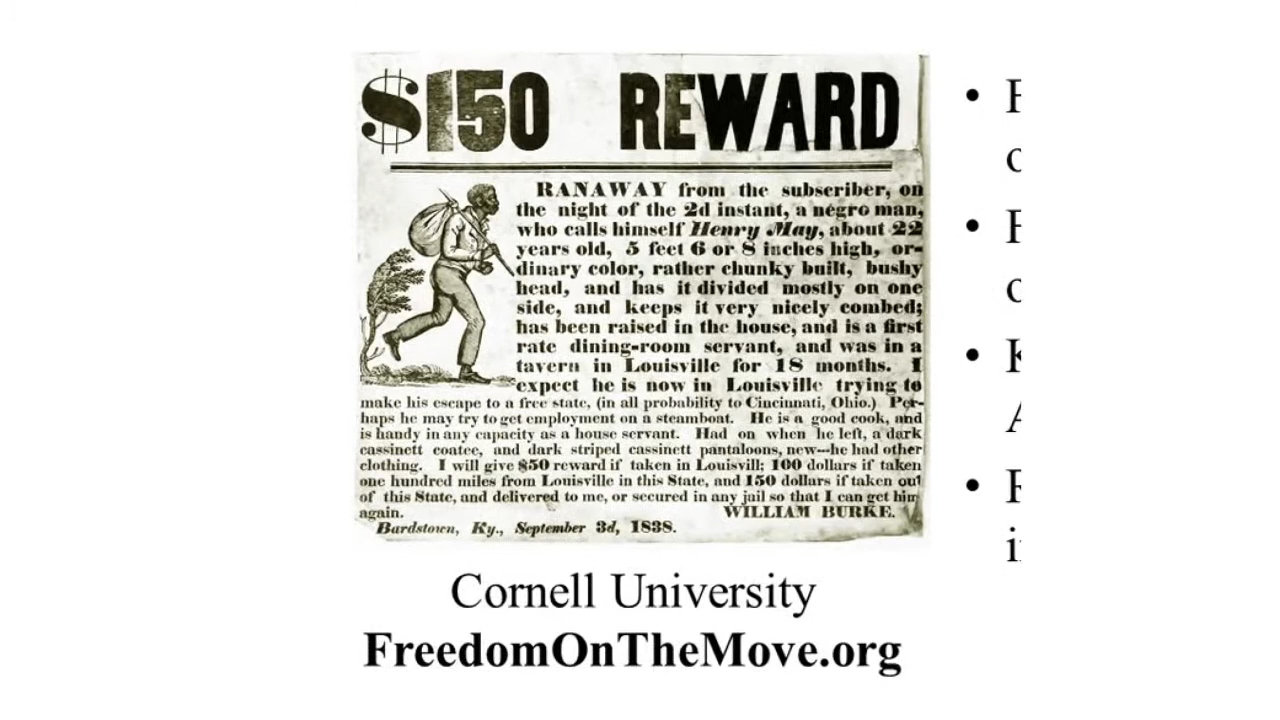 $150 REWARD
RANAWAY from the subscriber, on
the night of the 2d instant, a negro man,
who calls himself Henry May, about 22
years old, 5 feet 6 or 8 inches high, or-
dinary color, rather chunky built, bushy
head, and has it divided mostly on one
side, and keeps it very nicely combed;
has been raised in the house, and is a first
rate dining-room servant, and was in a
tavern in Louisville for 18 months. I
expect he is now in Louisville trying to
make his escape to a free state, (in all probability to Cincinnati, Ohio.) Per-
haps he may try to get employment on a steamboat. He is a good cook, and
is handy in any capacity as a house servant. Had on when he left, a dark
cassinett coatee, and dark striped cassinett pantaloons, new---he had other
clothing. I will give $50 reward if taken in Louisvill; 100 dollars if taken
one hundred miles from Louisville in this State, and 150 dollars if taken out
of this State, and delivered to me, or secured in any jail so that I can get him
again. WILLIAM BURKE.
Bardstown, Ky., September 3d, 1838.
Cornell University
FreedomOnTheMove.org